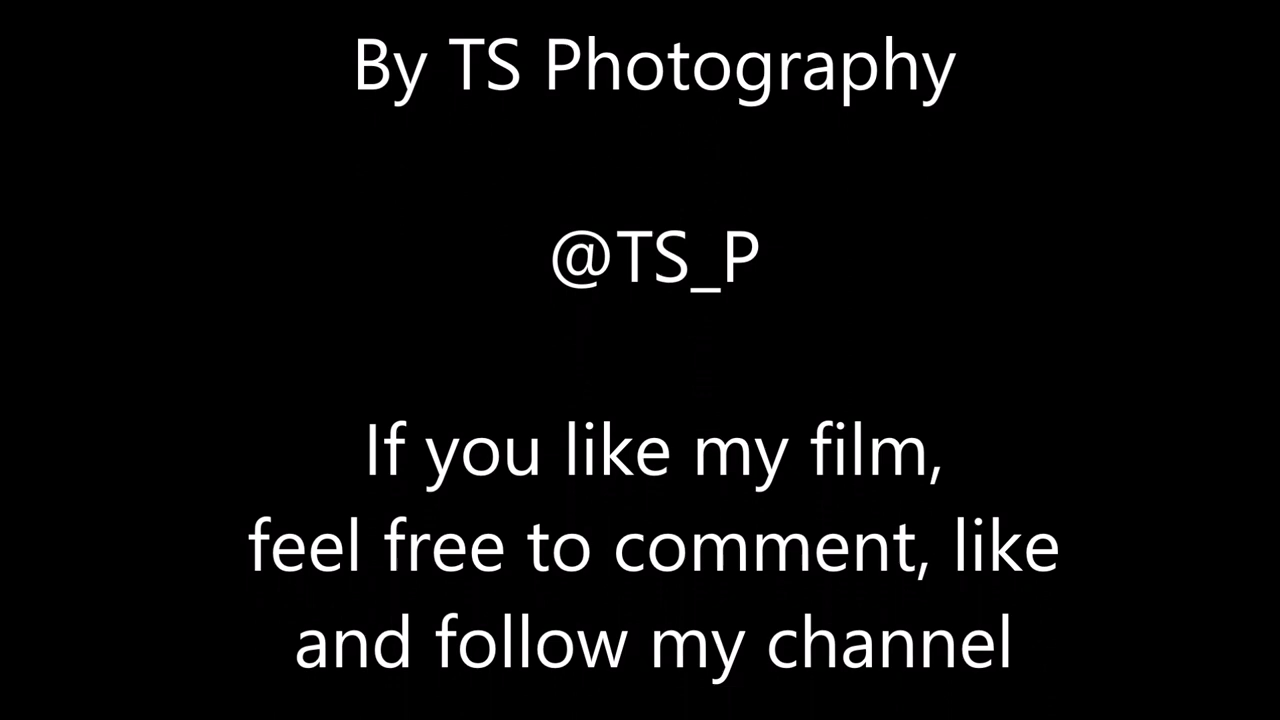 By TS Photography
@TS_P
If you like my film,
feel free to comment, like
and follow my channel